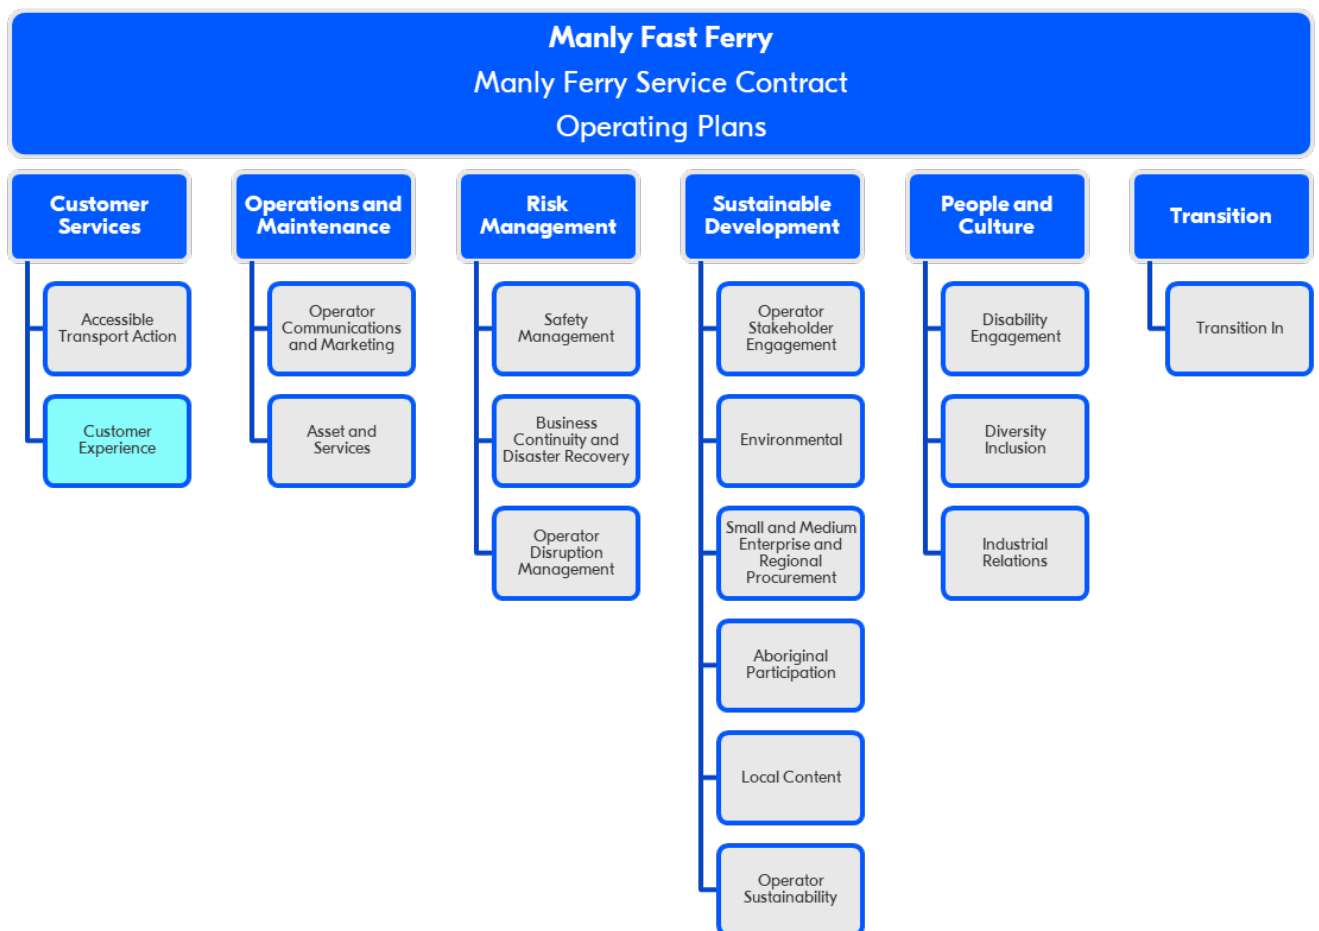 Manly Fast Ferry
Manly Ferry Service Contract
Operating Plans
Customer
Services
Accessible
Transport Action
Customer
Experience
Operations and
Maintenance
Operator
Communications
and Marketing
Asset and
Services
Risk
Management
Safety
Management
Business
Continuity and
Disaster Recovery
Operator
Disruption
Management
Sustainable
Development
Operator
Stakeholder
Engagement
Environmental
Small and Medium
Enterprise and
Regional
Procurement
Aboriginal
Participation
Local Content
Operator
Sustainability
People and
Culture
Disability
Engagement
Diversity
Inclusion
Industrial
Relations
Transition
Transition In